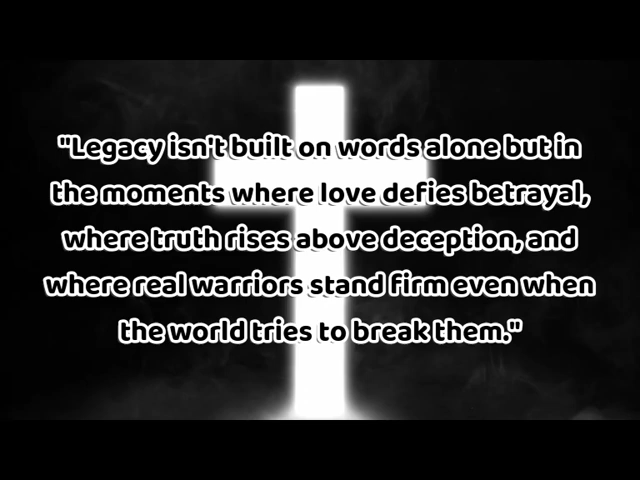 "Legacy isn't built on words alone but in
the moments where love defies betrayal,
where truth rises above deception, and
where real warriors stand firm even when
the world tries to break them."